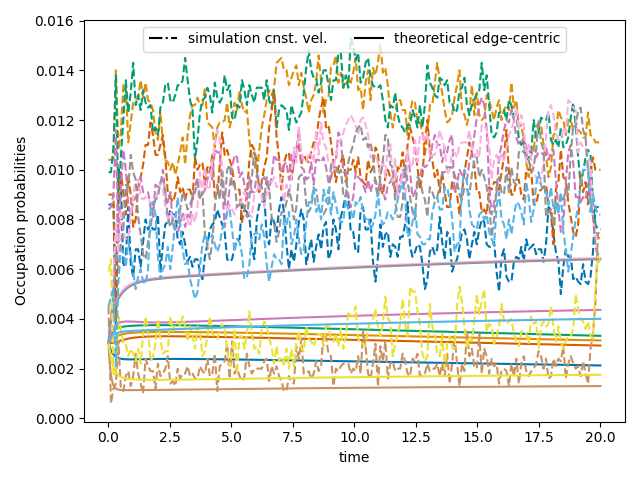 simulation cnst. vel.
theoretical edge-centric
Occupation probabilities
0.016
0.014
0.012
0.010
0.008
0.006
0.004
0.002
0.000
0.0 2.5 5.0 7.5 10.0 12.5 15.0 17.5 20.0
time